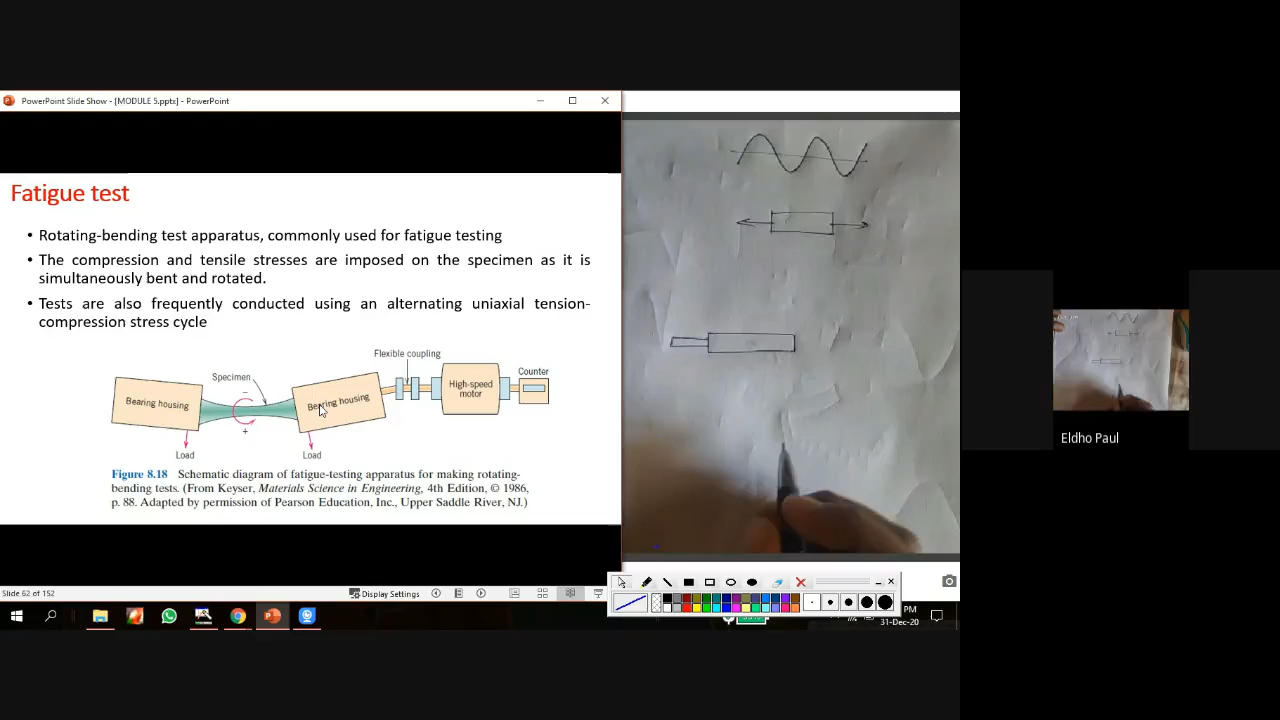 PowerPoint Slide Show - [MODULE 5.pptx] - PowerPoint
Fatigue test
• Rotating-bending test apparatus, commonly used for fatigue testing
• The compression and tensile stresses are imposed on the specimen as it is
simultaneously bent and rotated.
• Tests are also frequently conducted using an alternating uniaxial tension-
compression stress cycle
Flexible coupling
Specimen
Counter
High-speed
motor
Bearing housing
Bearing housing
−
+
Load
Load
Figure 8.18 Schematic diagram of fatigue-testing apparatus for making rotating-
bending tests. (From Keyser, Materials Science in Engineering, 4th Edition, © 1986,
p. 88. Adapted by permission of Pearson Education, Inc., Upper Saddle River, NJ.)
Slide 62 of 152
Display Settings
PM
31-Dec-20
Eldho Paul